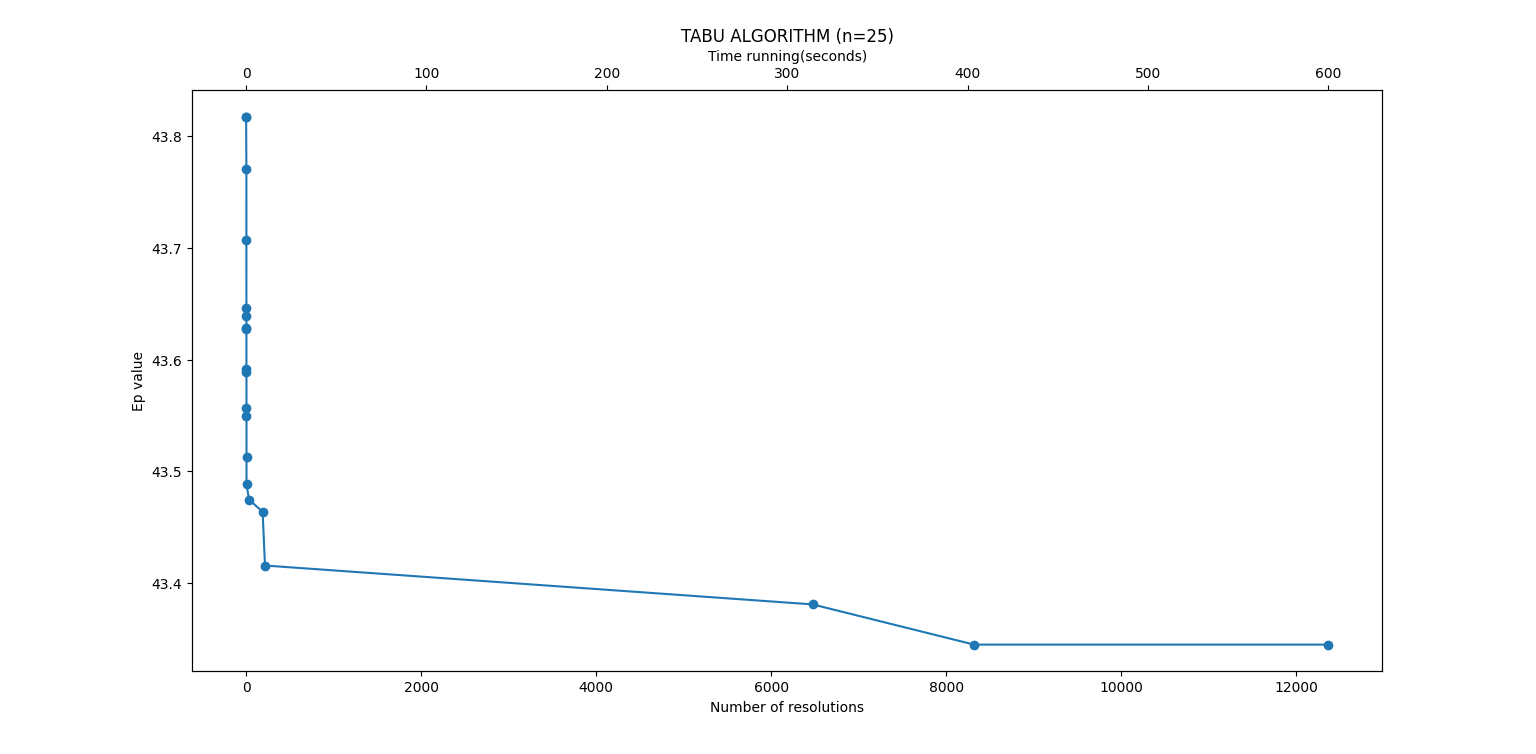 TABU ALGORITHM (n=25)
Time running(seconds)
0 100 200 300 400 500 600
43.8
43.7
43.6
43.5
43.4
Ep value
0 2000 4000 6000 8000 10000 12000
Number of resolutions